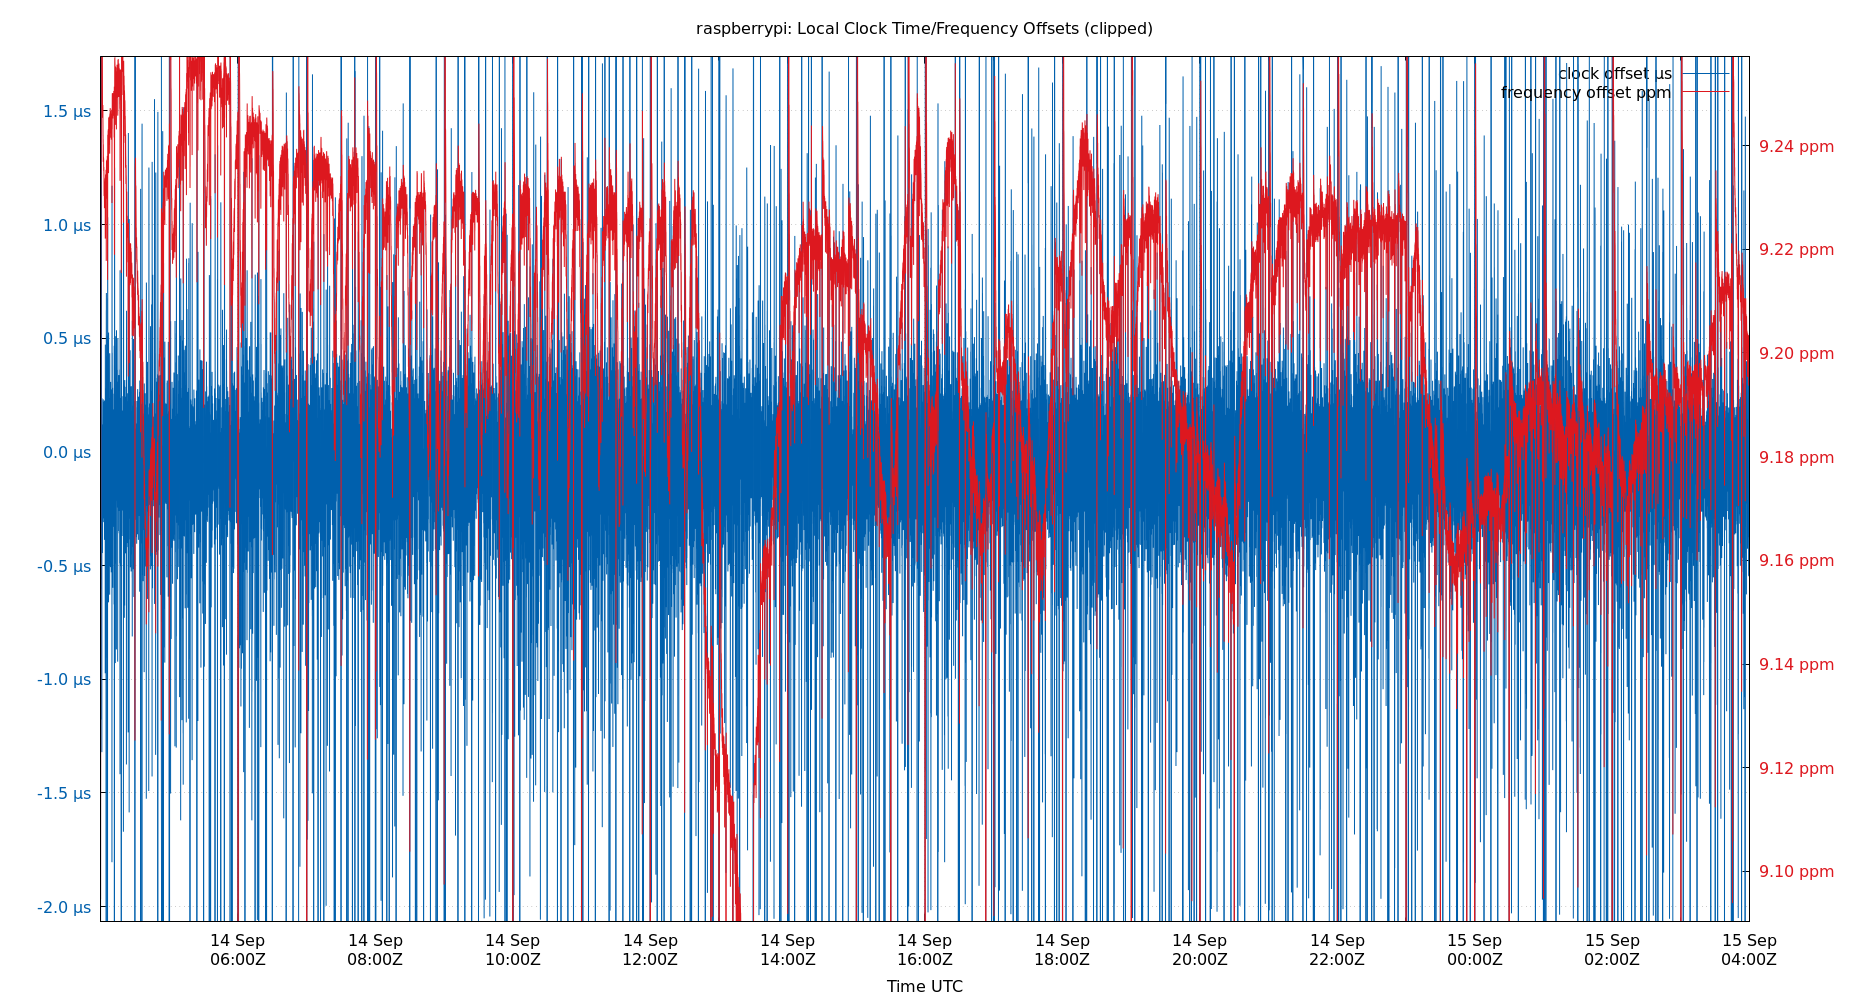 raspberrypi: Local Clock Time/Frequency Offsets (clipped)
clock offset µs
frequency offset ppm
1.5 µs
1.0 µs
0.5 µs
0.0 µs
-0.5 µs
-1.0 µs
-1.5 µs
-2.0 µs
9.24 ppm
9.22 ppm
9.20 ppm
9.18 ppm
9.16 ppm
9.14 ppm
9.12 ppm
9.10 ppm
14 Sep 14 Sep 14 Sep 14 Sep 14 Sep 14 Sep 14 Sep 14 Sep 14 Sep 15 Sep 15 Sep 15 Sep
06:00Z 08:00Z 10:00Z 12:00Z 14:00Z 16:00Z 18:00Z 20:00Z 22:00Z 00:00Z 02:00Z 04:00Z
Time UTC